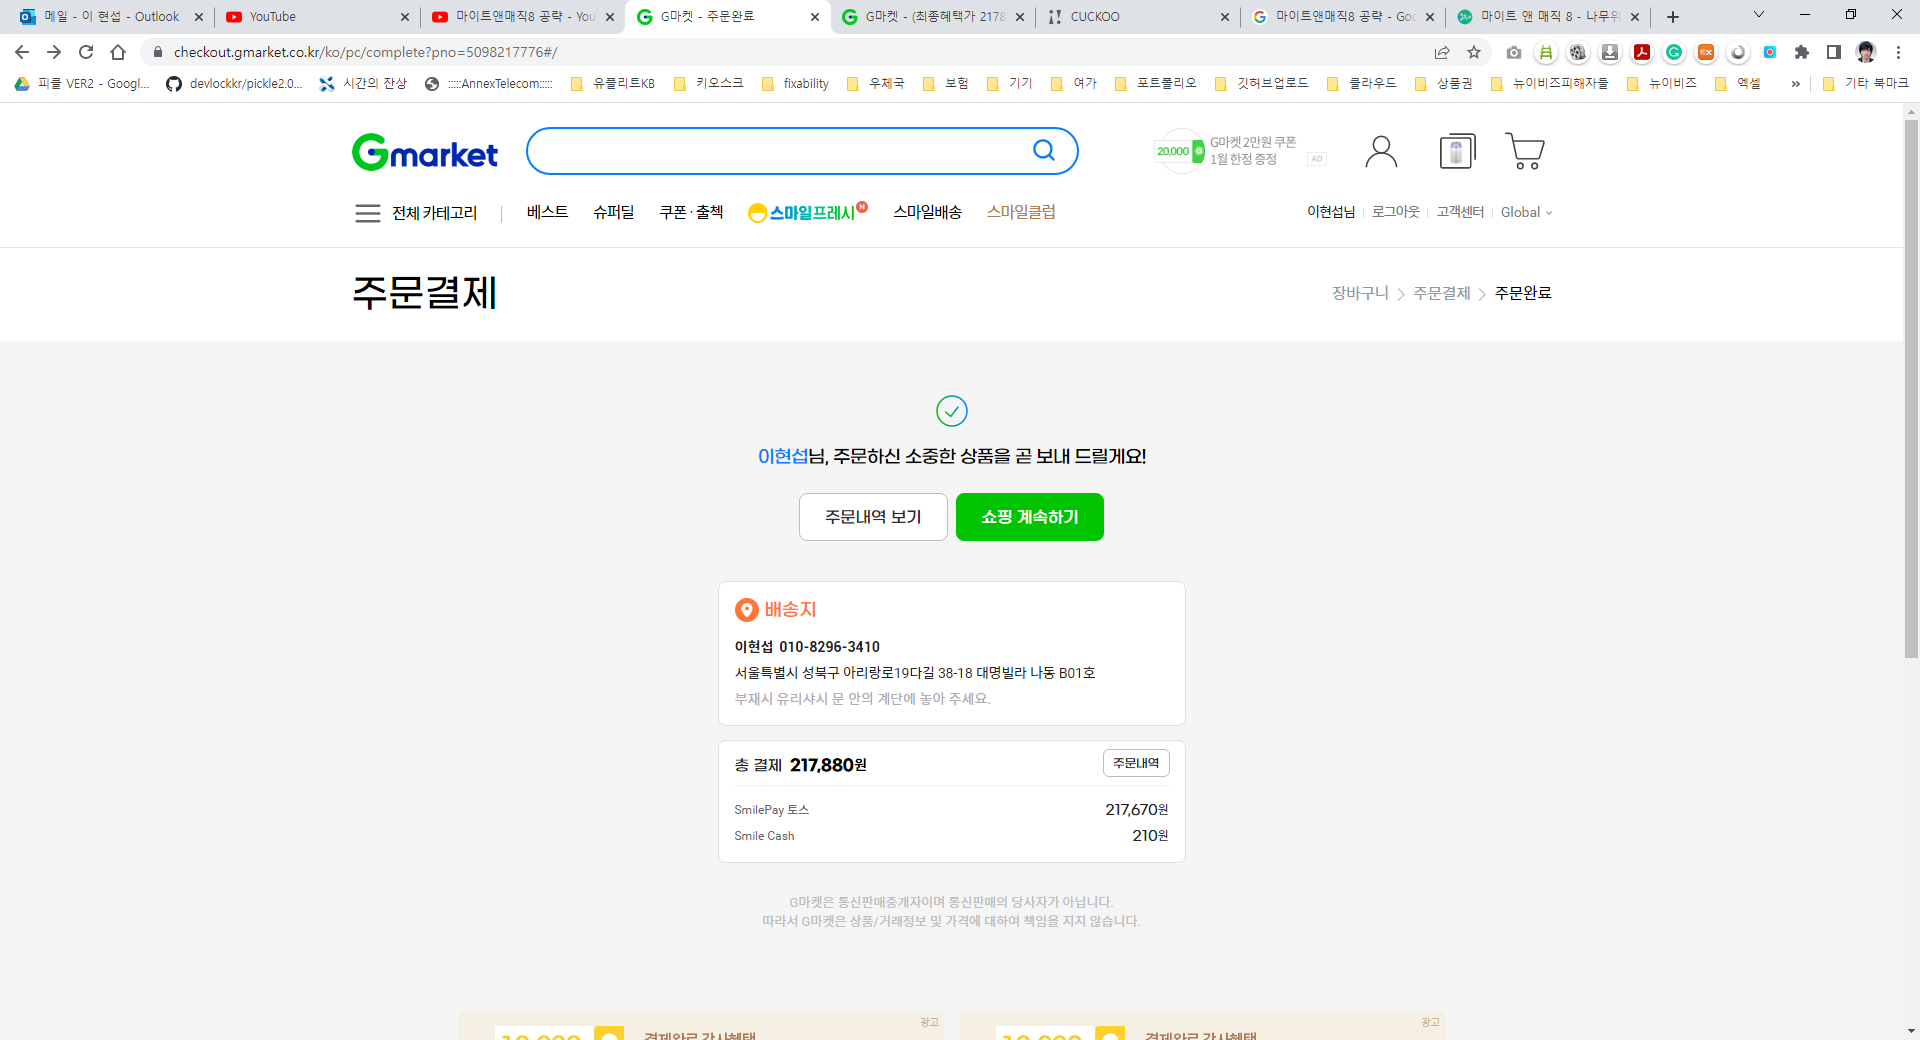 메일 - 이 현섭 - Outlook
YouTube
마이트앤매직8 공략 - You
G마켓 - 주문완료
G마켓 - (최종혜택가 2178
CUCKOO
마이트앤매직8 공략 - Goo
마이트 앤 매직 8 - 나무위
checkout.gmarket.co.kr/ko/pc/complete?pno=5098217776#/
피클 VER2 - Googl...
devlockkr/pickle2.0...
시간의 잔상
:::::AnnexTelecom:::::
유플리트KB
키오스크
fixability
우체국
보험
기기
여가
포트폴리오
깃허브업로드
클라우드
상품권
뉴이비즈피해자들
뉴이비즈
엑셀
»
기타 북마크
Gmarket
20,000 G
G마켓 2만원 쿠폰
1월 한정 증정
AD
전체 카테고리
베스트
슈퍼딜
쿠폰·출첵
스마일프레시 N
스마일배송
스마일클럽
이현섭님
로그아웃
고객센터
Global
주문결제
장바구니 > 주문결제 > 주문완료
이현섭님, 주문하신 소중한 상품을 곧 보내 드릴게요!
주문내역 보기
쇼핑 계속하기
배송지
이현섭 010-8296-3410
서울특별시 성북구 아리랑로19다길 38-18 대명빌라 나동 B01호
부재시 유리샤시 문 안의 계단에 놓아 주세요.
총 결제 217,880원
주문내역
SmilePay 토스 217,670원
Smile Cash 210원
G마켓은 통신판매중개자이며 통신판매의 당사자가 아닙니다.
따라서 G마켓은 상품/거래정보 및 가격에 대하여 책임을 지지 않습니다.
광고
광고
10,000 결제완료 감사혜택
10,000 결제완료 감사혜택